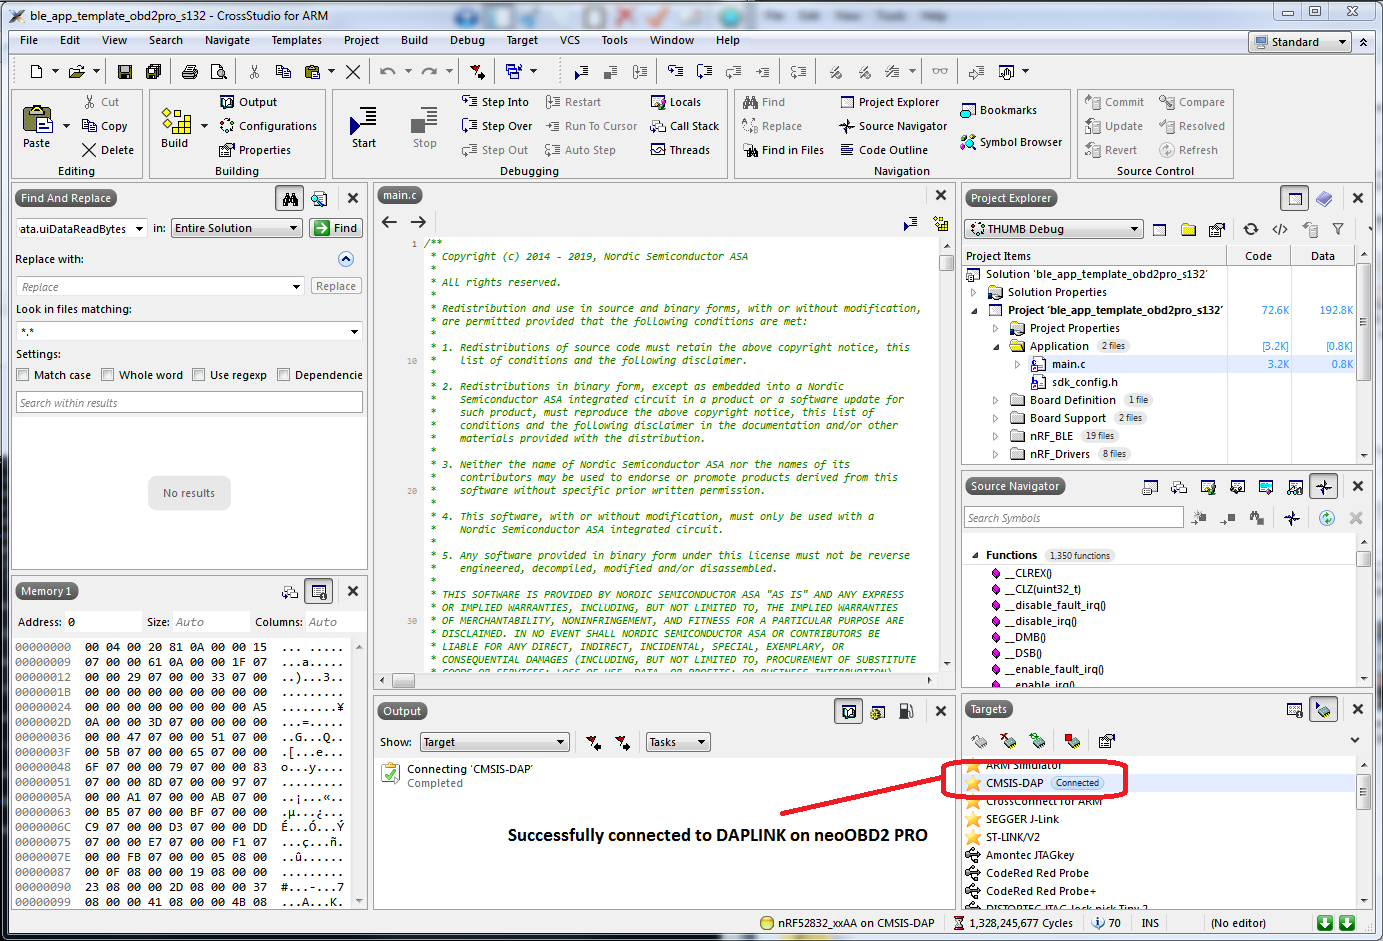 ble_app_template_obd2pro_s132 - CrossStudio for ARM
File Edit View Search Navigate Templates Project Build Debug Target VCS Tools Window Help
Standard
Paste
Cut
Copy
Delete
Editing
Build
Output
Configurations
Properties
Building
Start
Stop
Step Into
Step Over
Step Out
Restart
Run To Cursor
Auto Step
Locals
Call Stack
Threads
Debugging
Find
Replace
Find in Files
Project Explorer
Source Navigator
Code Outline
Bookmarks
Symbol Browser
Navigation
Commit
Update
Revert
Compare
Resolved
Refresh
Source Control
Find And Replace
ata.uiDataReadBytes in: Entire Solution Find
Replace with:
Replace Replace
Look in files matching:
*.*
Settings:
Match case Whole word Use regexp Dependencie
Search within results
No results
Memory 1
Address: 0 Size: Auto Columns: Auto
00000000 00 04 00 20 81 0A 00 00 15 ... ......
00000009 07 00 00 61 0A 00 00 1F 07 ...a.....
00000012 00 00 29 07 00 00 33 07 00 ..)...3..
0000001B 00 00 00 00 00 00 00 00 00 .........
00000024 00 00 00 00 00 00 00 00 A5 ........¥
0000002D 0A 00 00 3D 07 00 00 00 00 ...=.....
00000036 00 00 47 07 00 00 51 07 00 ..G...Q..
0000003F 00 5B 07 00 00 65 07 00 00 .[...e...
00000048 6F 07 00 00 79 07 00 00 83 o...y....
00000051 07 00 00 8D 07 00 00 97 07 .........
0000005A 00 00 A1 07 00 00 AB 07 00 ..¡...«..
00000063 00 B5 07 00 00 BF 07 00 00 .µ...¿...
0000006C C9 07 00 00 D3 07 00 00 DD É...Ó...Ý
00000075 07 00 00 E7 07 00 00 F1 07 ...ç...ñ.
0000007E 00 00 FB 07 00 00 05 08 00 ..û......
00000087 00 0F 08 00 00 19 08 00 00 .........
00000090 23 08 00 00 2D 08 00 00 37 #...-...7
00000099 08 00 00 41 08 00 00 4B 08 ...A...K.
main.c
1 /**
* Copyright (c) 2014 - 2019, Nordic Semiconductor ASA
*
* All rights reserved.
*
* Redistribution and use in source and binary forms, with or without modification,
* are permitted provided that the following conditions are met:
*
* 1. Redistributions of source code must retain the above copyright notice, this
10 * list of conditions and the following disclaimer.
*
* 2. Redistributions in binary form, except as embedded into a Nordic
* Semiconductor ASA integrated circuit in a product or a software update for
* such product, must reproduce the above copyright notice, this list of
* conditions and the following disclaimer in the documentation and/or other
* materials provided with the distribution.
*
* 3. Neither the name of Nordic Semiconductor ASA nor the names of its
* contributors may be used to endorse or promote products derived from this
20 * software without specific prior written permission.
*
* 4. This software, with or without modification, must only be used with a
* Nordic Semiconductor ASA integrated circuit.
*
* 5. Any software provided in binary form under this license must not be reverse
* engineered, decompiled, modified and/or disassembled.
*
* THIS SOFTWARE IS PROVIDED BY NORDIC SEMICONDUCTOR ASA "AS IS" AND ANY EXPRESS
* OR IMPLIED WARRANTIES, INCLUDING, BUT NOT LIMITED TO, THE IMPLIED WARRANTIES
30 * OF MERCHANTABILITY, NONINFRINGEMENT, AND FITNESS FOR A PARTICULAR PURPOSE ARE
* DISCLAIMED. IN NO EVENT SHALL NORDIC SEMICONDUCTOR ASA OR CONTRIBUTORS BE
* LIABLE FOR ANY DIRECT, INDIRECT, INCIDENTAL, SPECIAL, EXEMPLARY, OR
* CONSEQUENTIAL DAMAGES (INCLUDING, BUT NOT LIMITED TO, PROCUREMENT OF SUBSTITUTE
* GOODS OR SERVICES; LOSS OF USE, DATA, OR PROFITS; OR BUSINESS INTERRUPTION)
Output
Show: Target Tasks
Connecting 'CMSIS-DAP'
Completed
Successfully connected to DAPLINK on neoOBD2 PRO
Project Explorer
THUMB Debug
Project Items Code Data
Solution 'ble_app_template_obd2pro_s132'
Solution Properties
Project 'ble_app_template_obd2pro_s132' 72.6K 192.8K
Project Properties
Application 2 files [3.2K] [0.8K]
main.c 3.2K 0.8K
sdk_config.h
Board Definition 1 file
Board Support 2 files
nRF_BLE 19 files
nRF_Drivers 8 files
Source Navigator
Search Symbols
Functions 1,350 functions
__CLREX()
__CLZ(uint32_t)
__disable_fault_irq()
__disable_irq()
__DMB()
__DSB()
__enable_fault_irq()
__enable_irq()
Targets
ARM Simulator
CMSIS-DAP Connected
CrossConnect for ARM
SEGGER J-Link
ST-LINK/V2
Amontec JTAGkey
CodeRed Red Probe
CodeRed Red Probe+
DISTORTEC JTAG-lock-pick Tiny 2
nRF52832_xxAA on CMSIS-DAP 1,328,245,677 Cycles 70 INS (No editor)